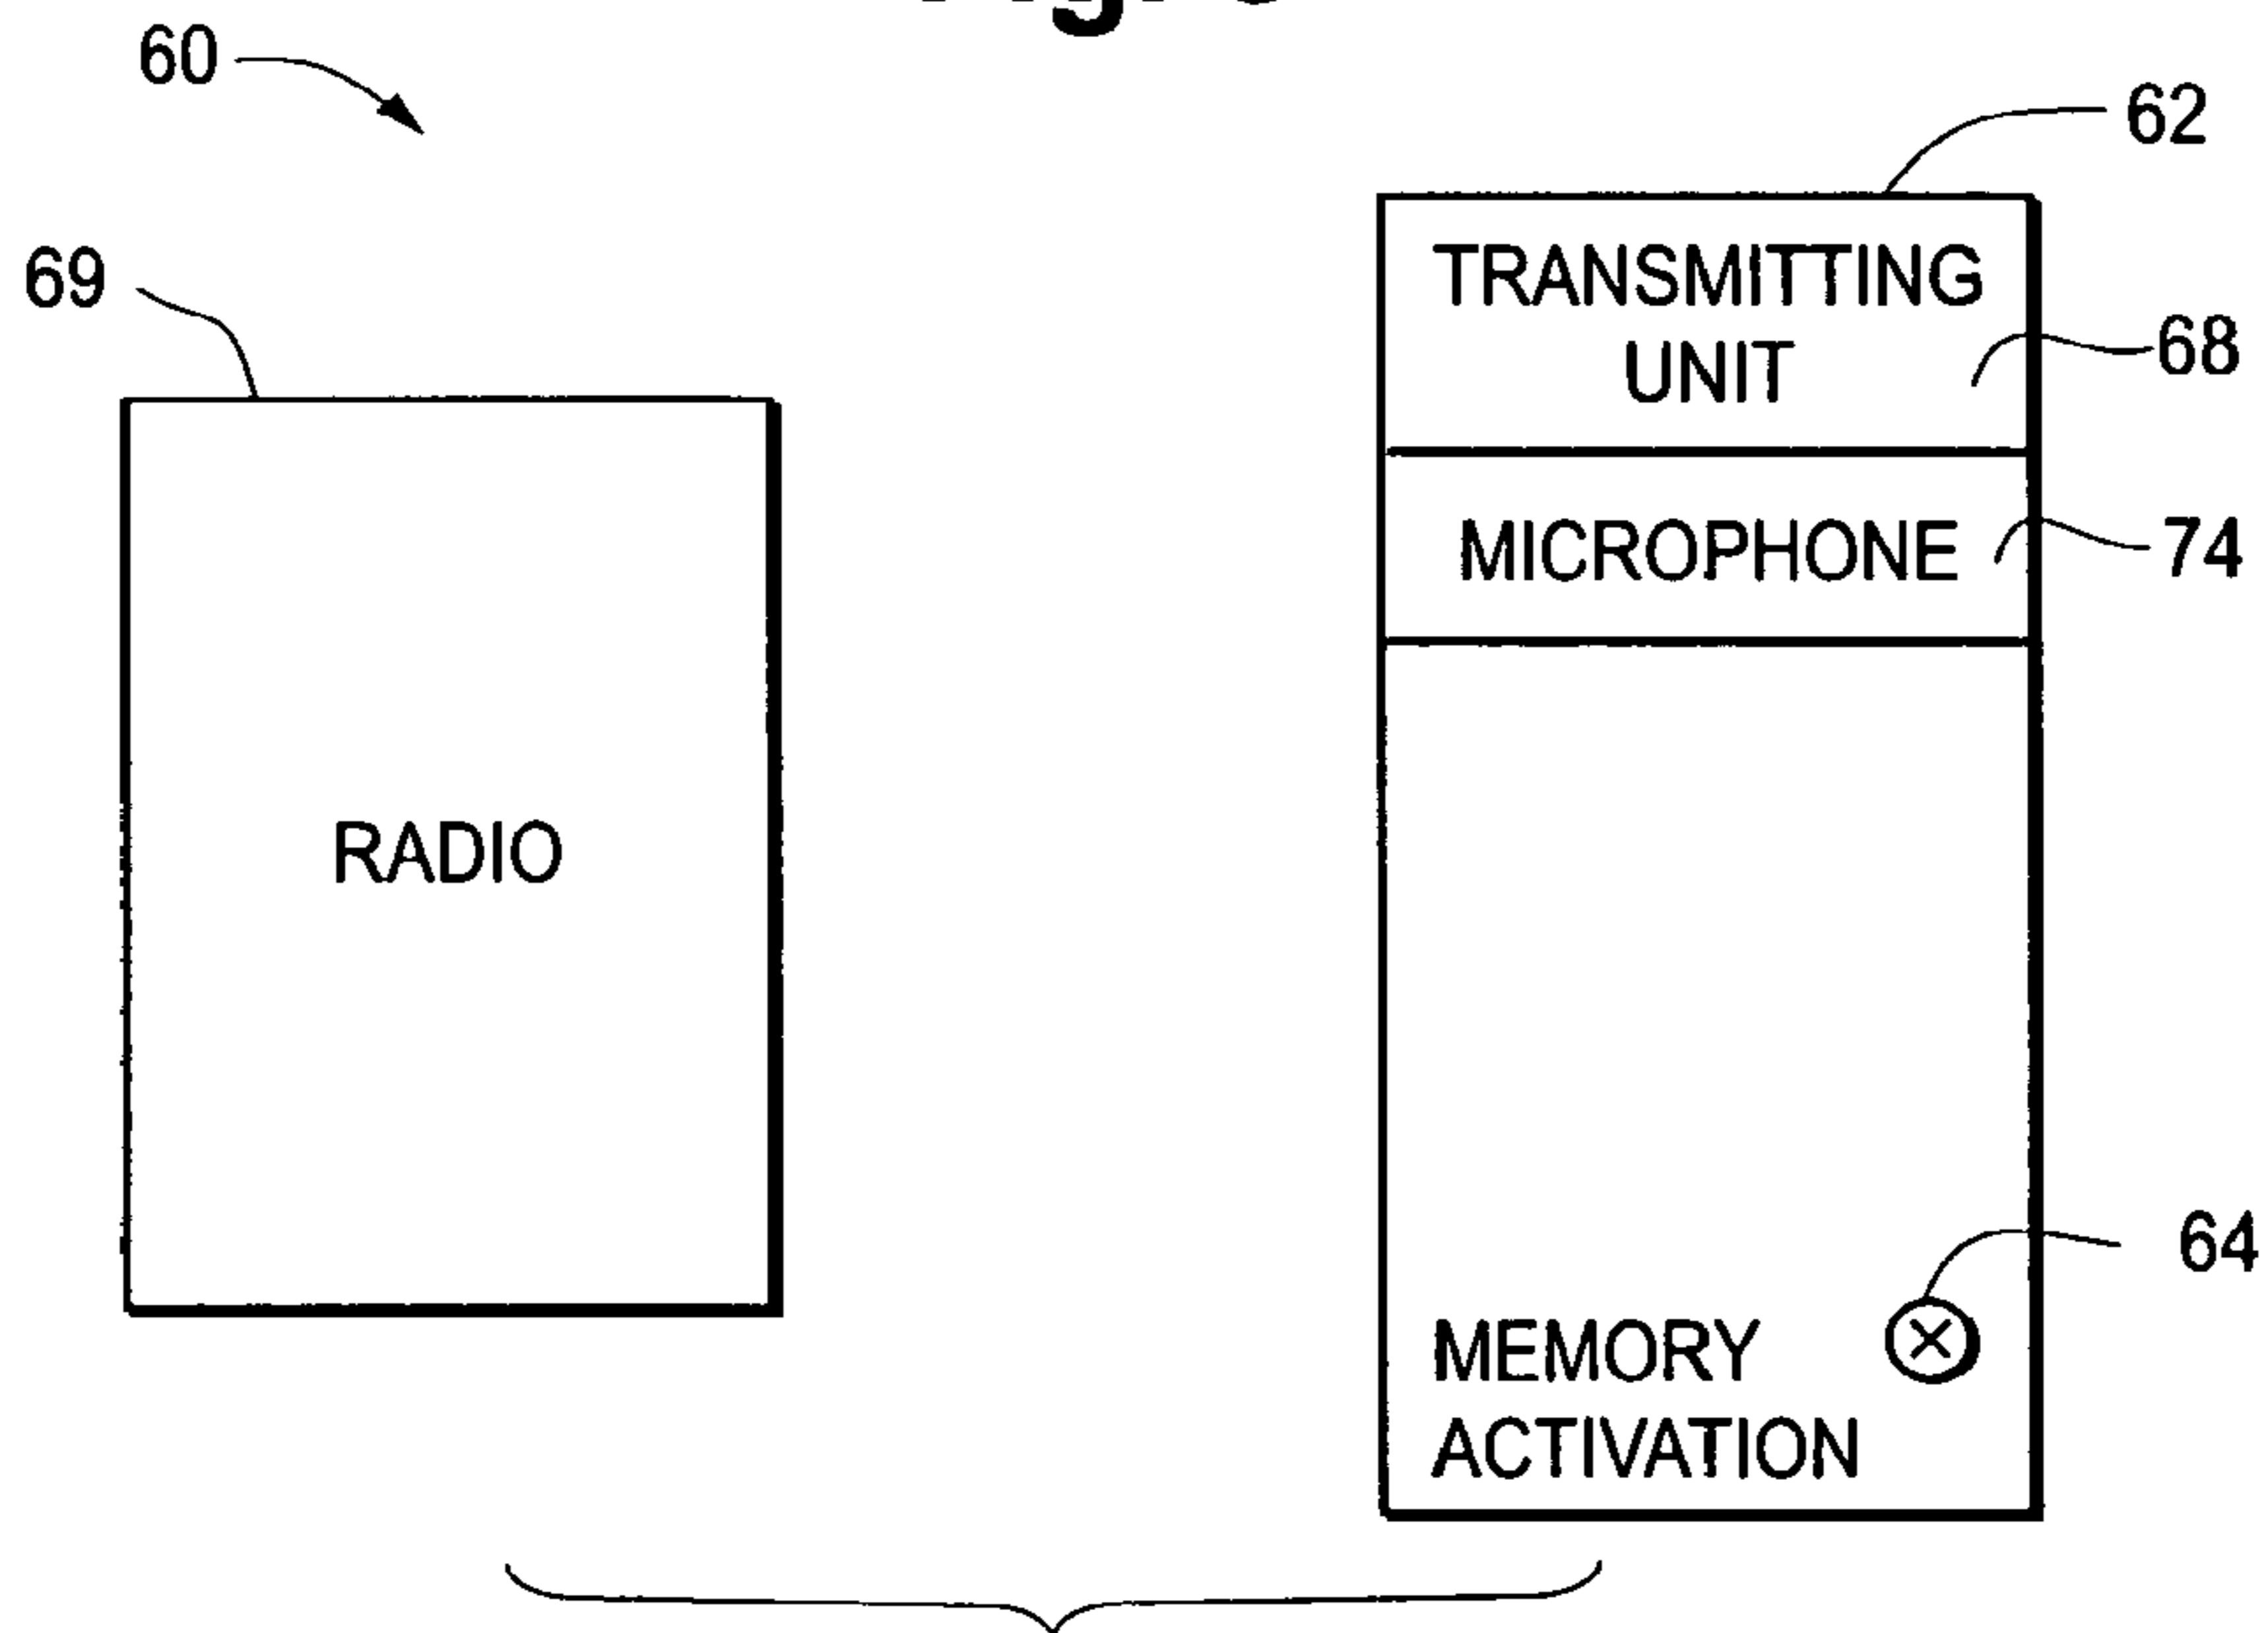 60
62
69
TRANSMITTING
UNIT
68
MICROPHONE
74
RADIO
64
MEMORY
ACTIVATION